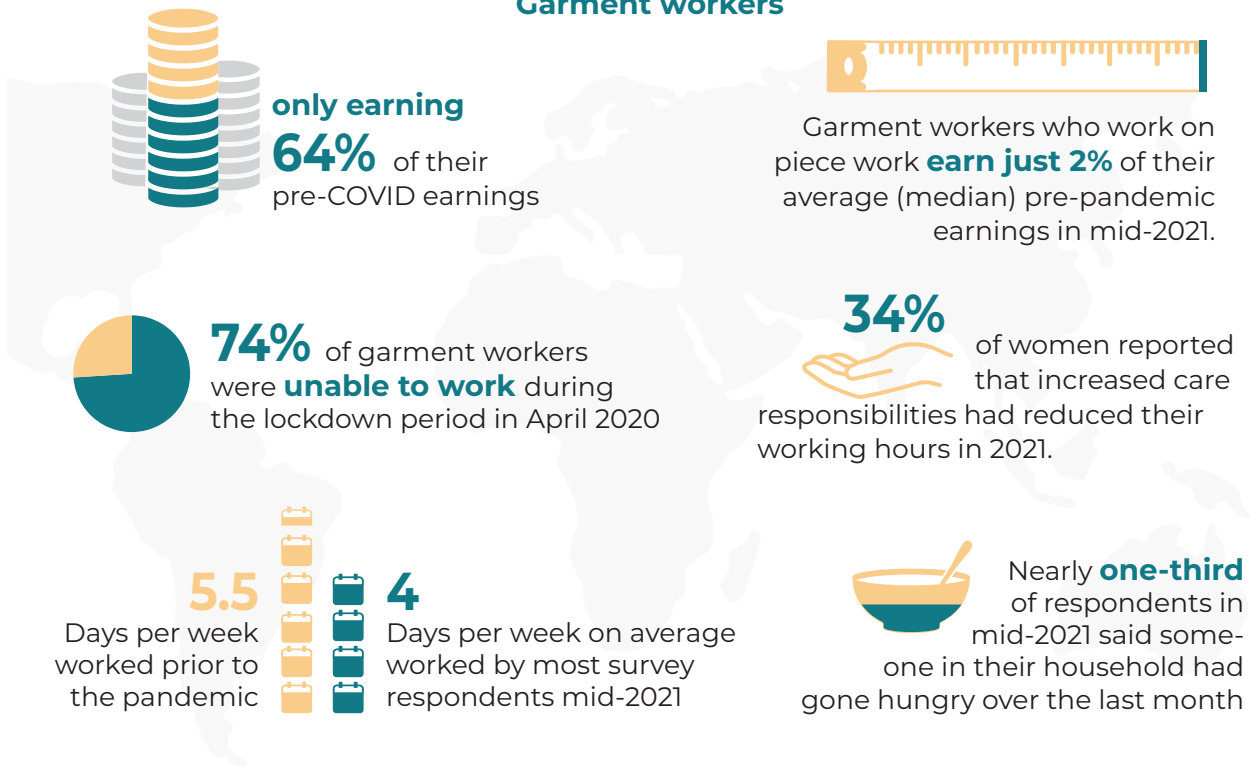 Garment workers
only earning
64% of their
pre-COVID earnings
Garment workers who work on
piece work earn just 2% of their
average (median) pre-pandemic
earnings in mid-2021.
74% of garment workers
were unable to work during
the lockdown period in April 2020
34%
of women reported
that increased care
responsibilities had reduced their
working hours in 2021.
5.5
Days per week
worked prior to
the pandemic
4
Days per week on average
worked by most survey
respondents mid-2021
Nearly one-third
of respondents in
mid-2021 said some-
one in their household had
gone hungry over the last month